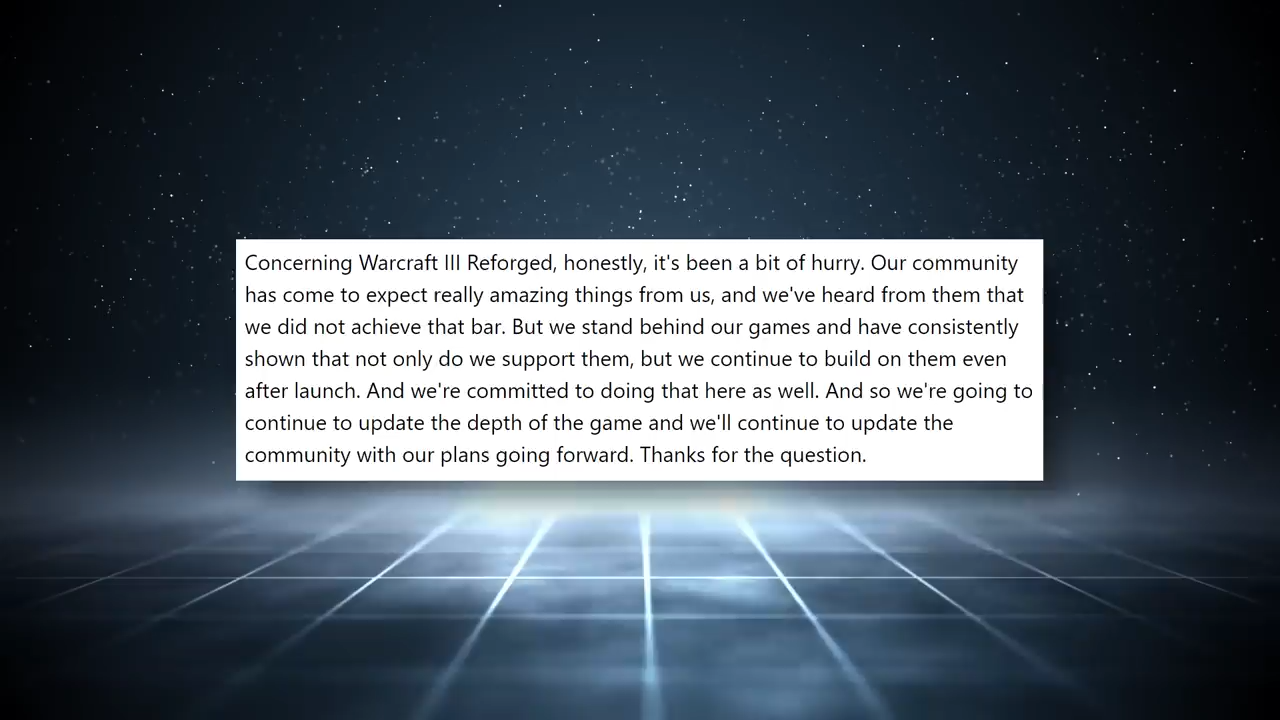 Concerning Warcraft III Reforged, honestly, it's been a bit of hurry. Our community
has come to expect really amazing things from us, and we've heard from them that
we did not achieve that bar. But we stand behind our games and have consistently
shown that not only do we support them, but we continue to build on them even
after launch. And we're committed to doing that here as well. And so we're going to
continue to update the depth of the game and we'll continue to update the
community with our plans going forward. Thanks for the question.